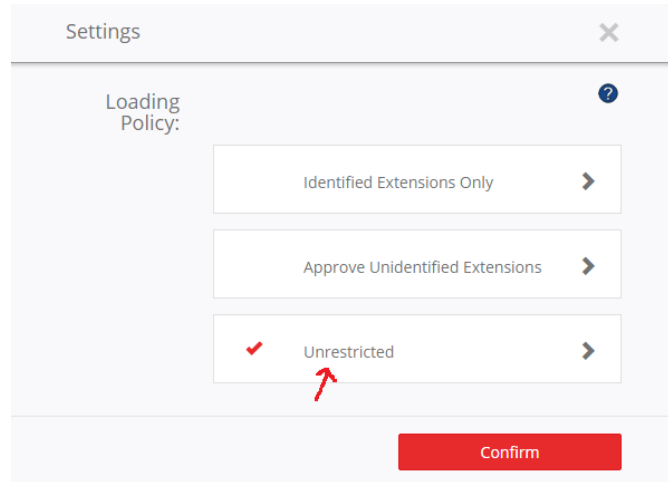 Settings
Loading
Policy:
?
Identified Extensions Only
Approve Unidentified Extensions
Unrestricted
Confirm